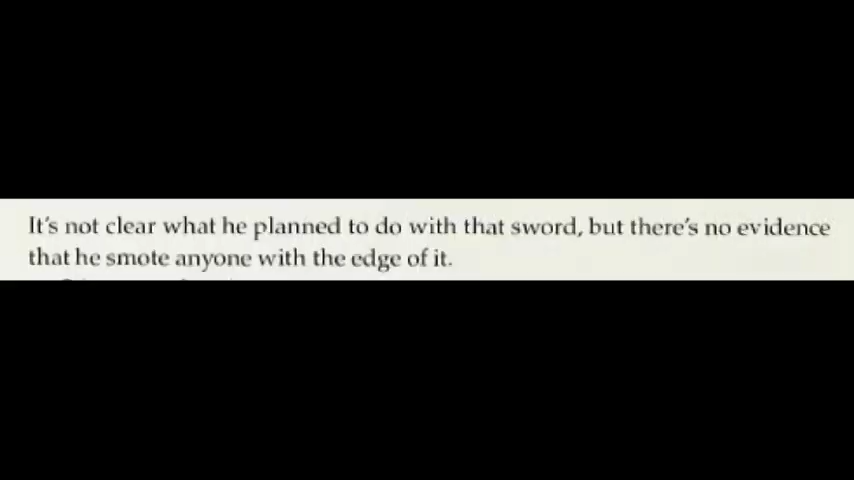 It's not clear what he planned to do with that sword, but there's no evidence
that he smote anyone with the edge of it.